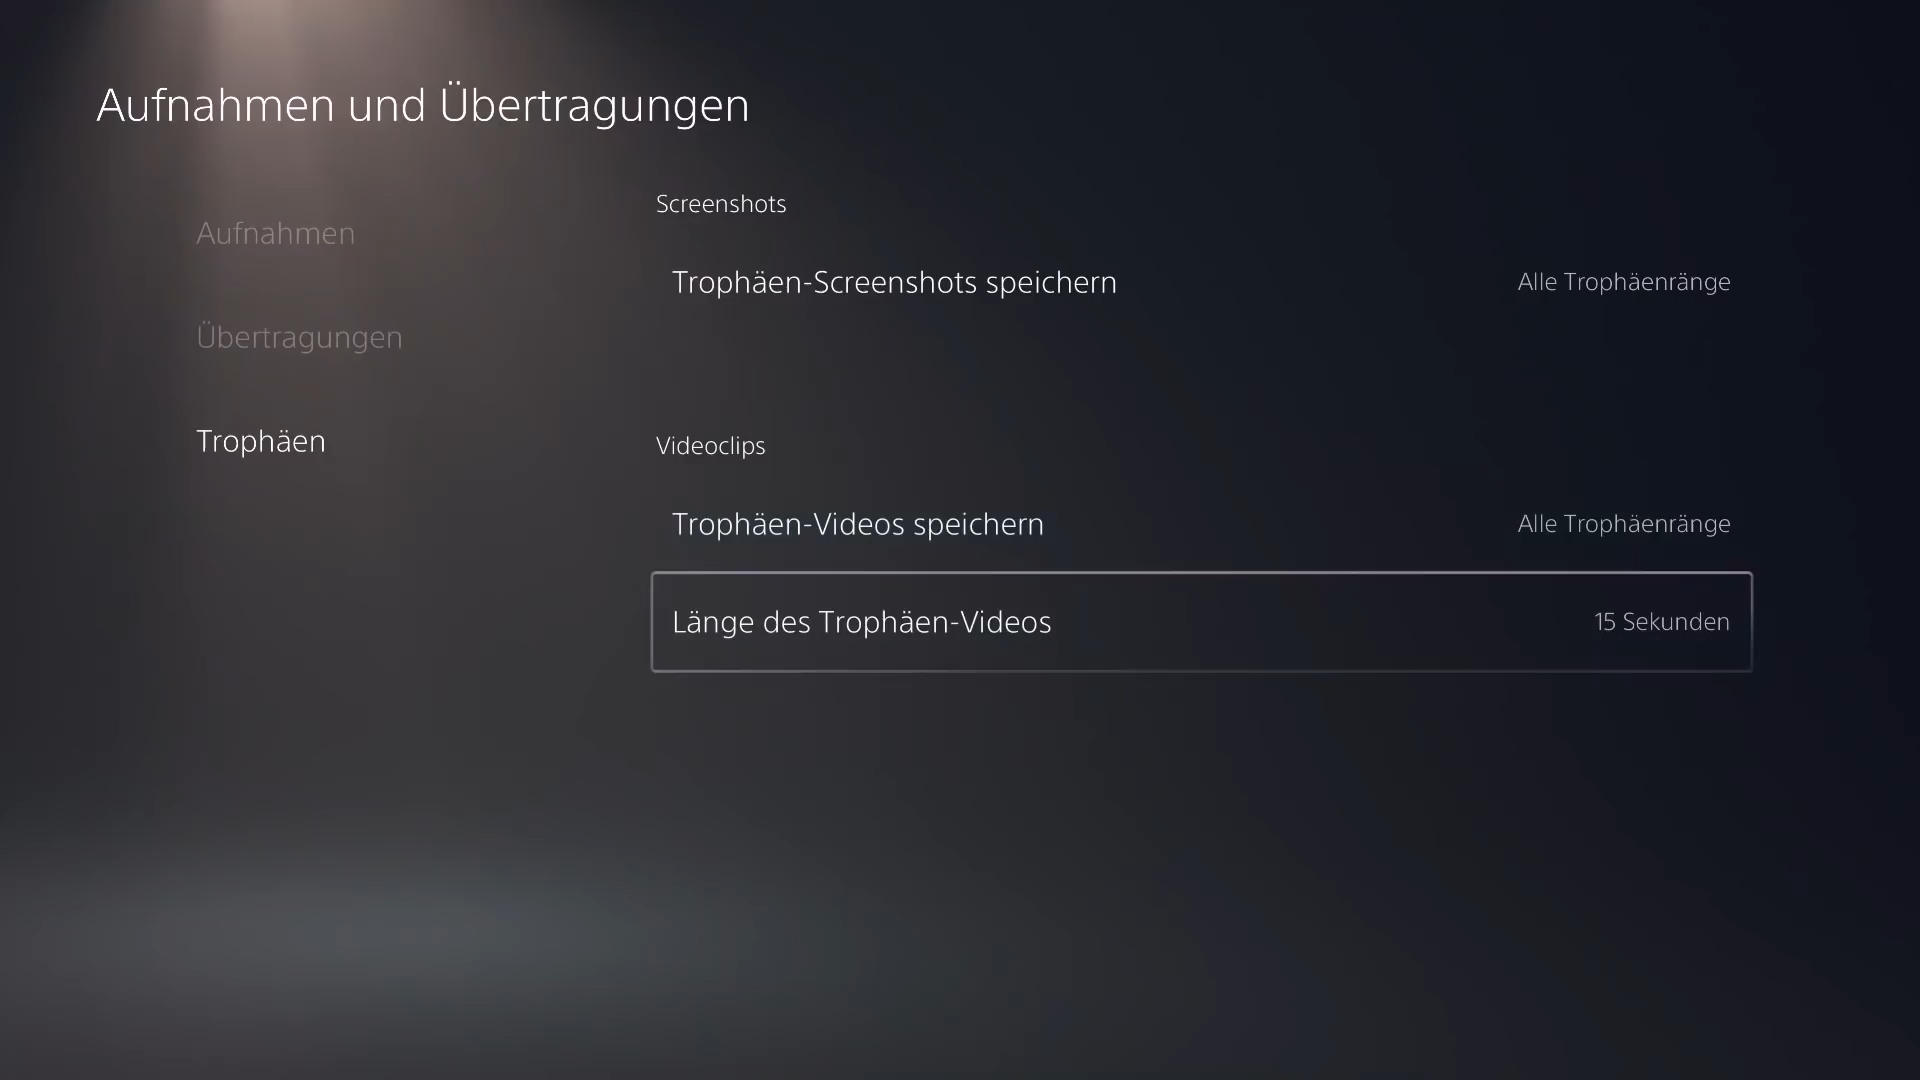 Aufnahmen und Übertragungen
Aufnahmen
Übertragungen
Trophäen
Screenshots
Trophäen-Screenshots speichern Alle Trophäenränge
Videoclips
Trophäen-Videos speichern Alle Trophäenränge
Länge des Trophäen-Videos 15 Sekunden